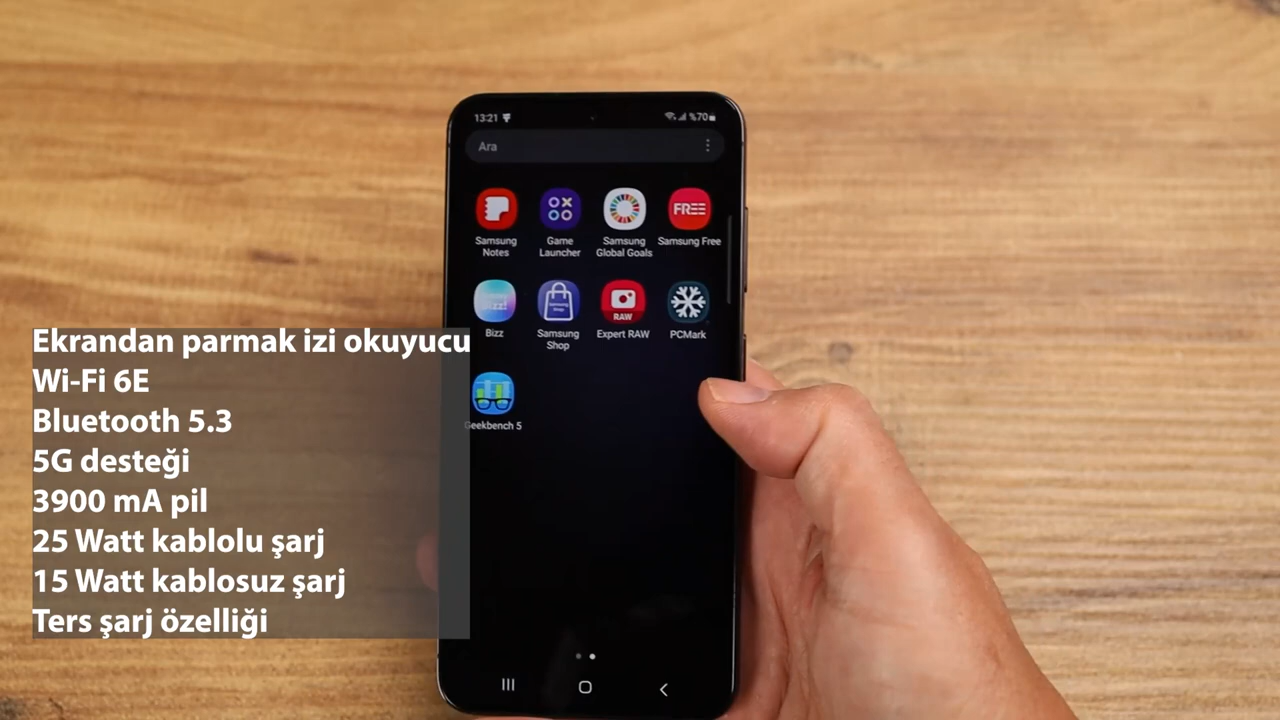 13:21
%70
Ara
FREE
Samsung
Notes
Game
Launcher
Samsung
Global Goals
Samsung Free
Samsung
Shop
RAW
Bizz
Samsung
Shop
Expert RAW
PCMark
Geekbench 5
Ekrandan parmak izi okuyucu
Wi-Fi 6E
Bluetooth 5.3
5G desteği
3900 mA pil
25 Watt kablolu şarj
15 Watt kablosuz şarj
Ters şarj özelliği